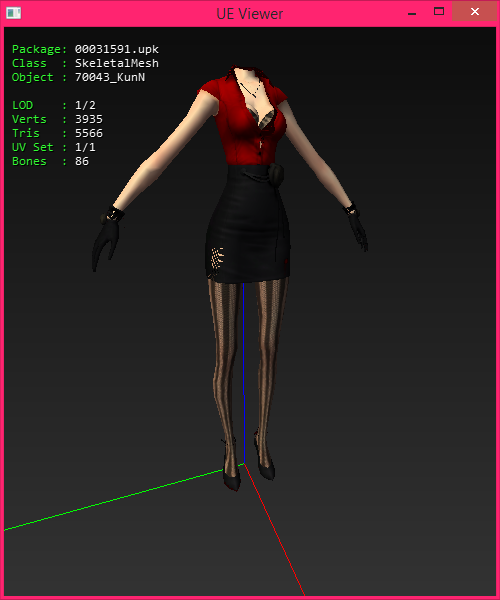 UE Viewer
Package: 00031591.upk
Class : SkeletalMesh
Object : 70043_KunN
LOD : 1/2
Verts : 3935
Tris : 5566
UV Set : 1/1
Bones : 86